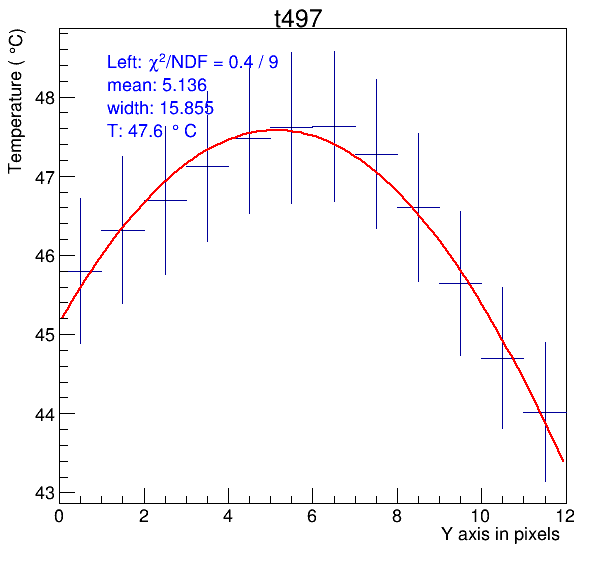 t497
Left: χ²/NDF = 0.4 / 9
mean: 5.136
width: 15.855
T: 47.6 ° C
Temperature ( °C)
48
47
46
45
44
43
0 2 4 6 8 10 12
Y axis in pixels